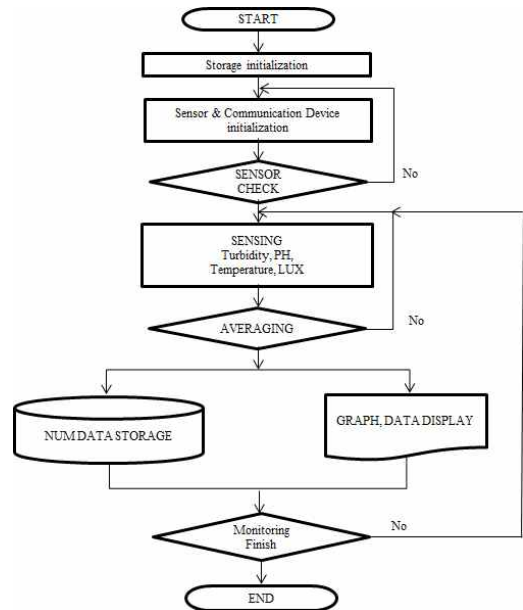 START
Storage initialization
Sensor & Communication Device
initialization
SENSOR
CHECK
No
SENSING
Turbidity, PH,
Temperature, LUX
AVERAGING
No
NUM DATA STORAGE
GRAPH, DATA DISPLAY
Monitoring
Finish
No
END